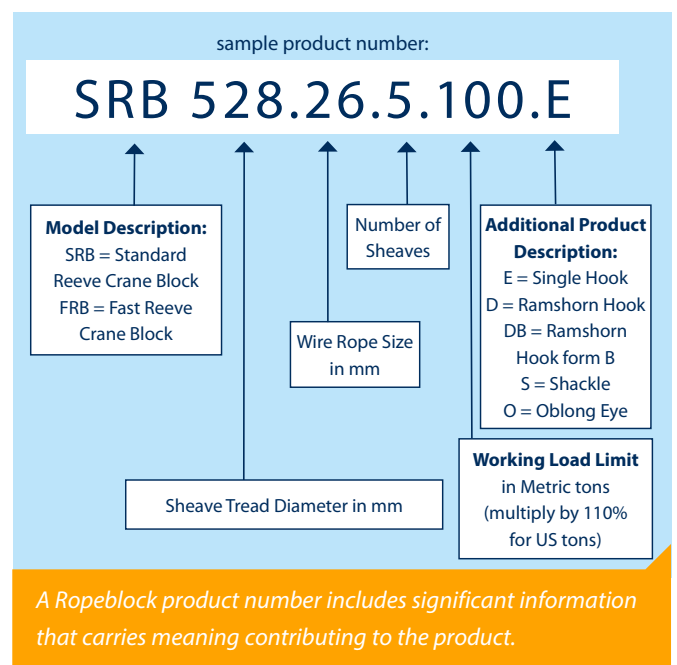 sample product number:
SRB 528.26.5.100.E
Model Description:
SRB = Standard
Reeve Crane Block
FRB = Fast Reeve
Crane Block
Number of
Sheaves
Additional Product
Description:
E = Single Hook
D = Ramshorn Hook
DB = Ramshorn
Hook form B
S = Shackle
O = Oblong Eye
Wire Rope Size
in mm
Working Load Limit
in Metric tons
(multiply by 110%
for US tons)
Sheave Tread Diameter in mm
A Ropeblock product number includes significant information
that carries meaning contributing to the product.